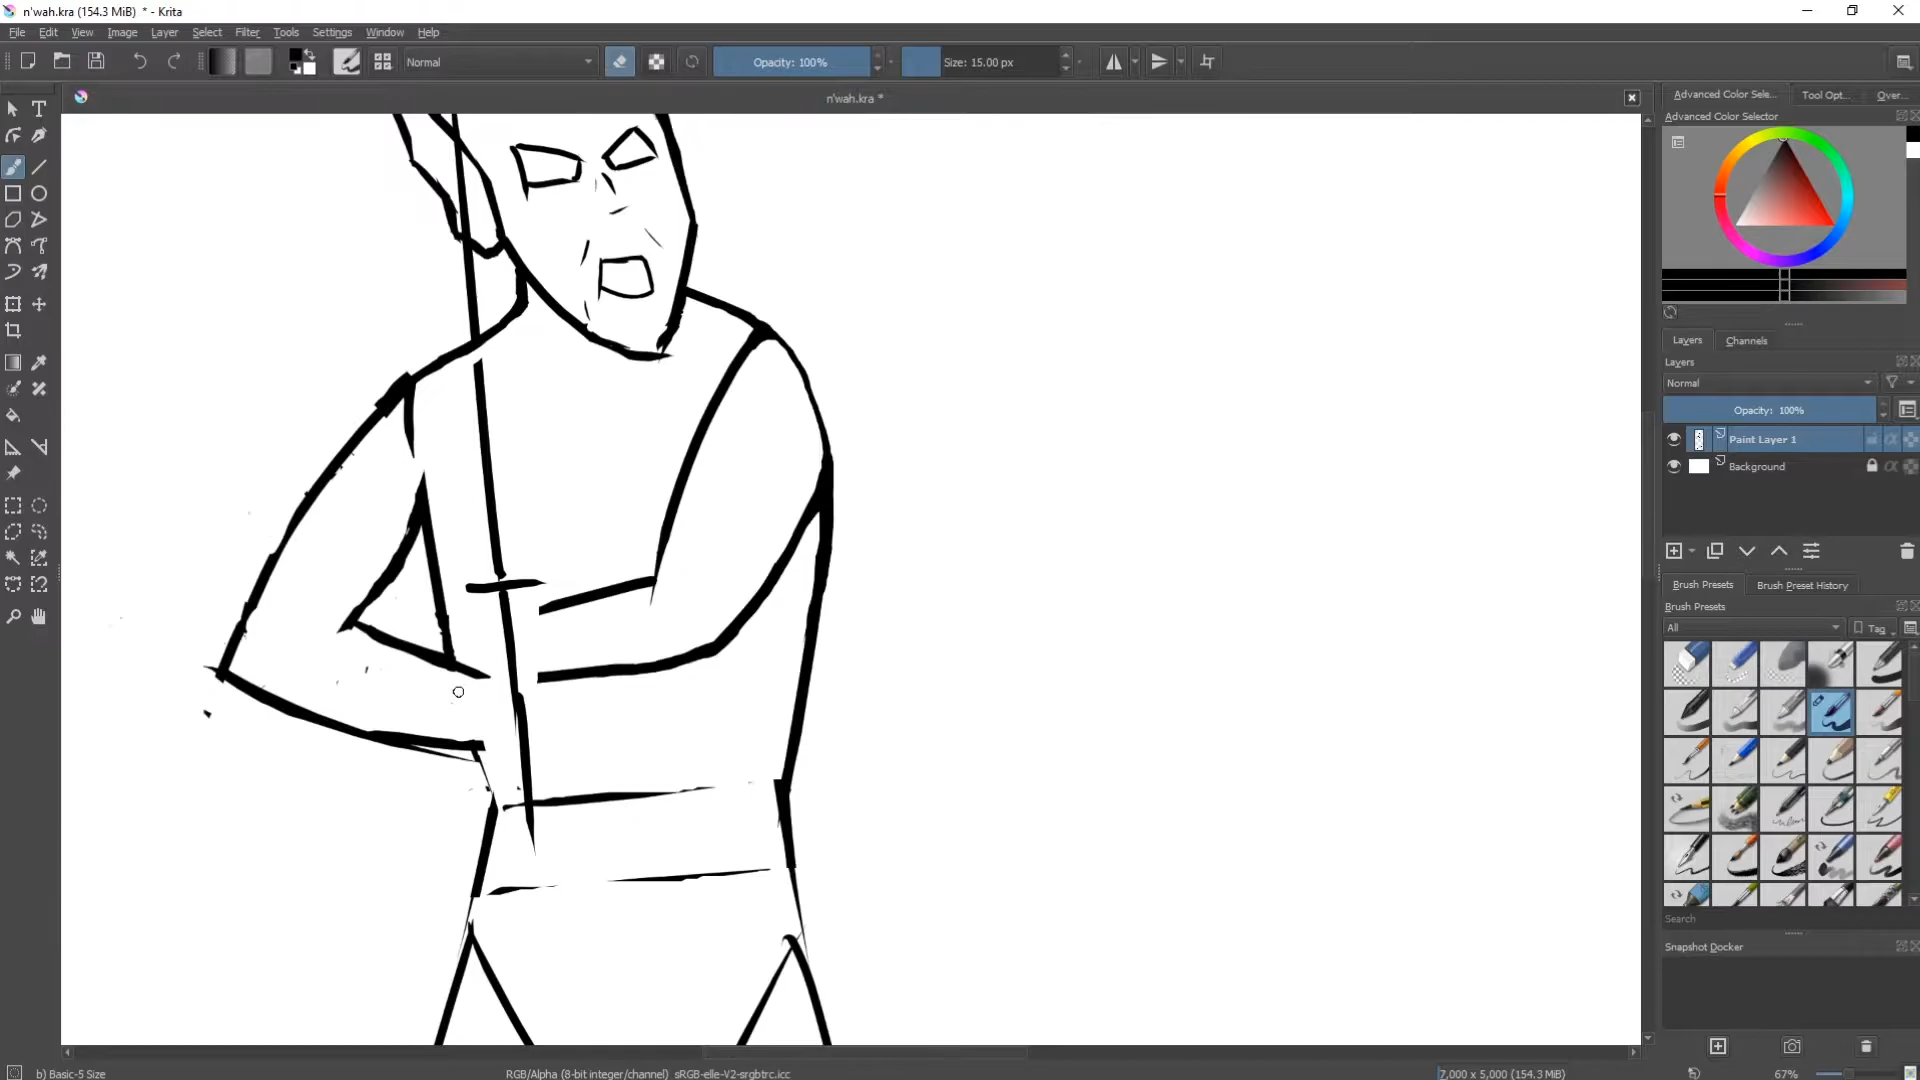 n'wah.kra (154.3 MiB)  * - Krita
File Edit View Image Layer Select Filter Tools Settings Window Help
Normal
Opacity: 100%
Size: 15.00 px
n'wah.kra *
Advanced Color Sele... Tool Opt... Over...
Advanced Color Selector
Layers Channels
Layers
Normal
Opacity: 100%
Paint Layer 1
Background
Brush Presets Brush Preset History
Brush Presets
All
Tag
Search
Snapshot Docker
b) Basic-5 Size
RGB/Alpha (8-bit integer/channel) sRGB-elle-V2-srgbtrc.icc
7,000 x 5,000 (154.3 MiB)
67%